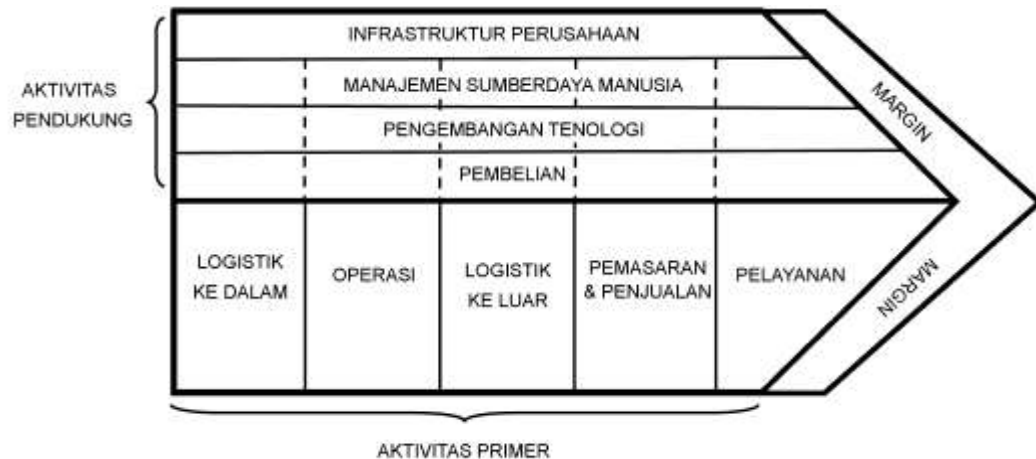 INFRASTRUKTUR PERUSAHAAN
AKTIVITAS
PENDUKUNG
MANAJEMEN SUMBERDAYA MANUSIA
PENGEMBANGAN TENOLOGI
PEMBELIAN
MARGIN
LOGISTIK
KE DALAM
OPERASI
LOGISTIK
KE LUAR
PEMASARAN
& PENJUALAN
PELAYANAN
MARGIN
AKTIVITAS PRIMER